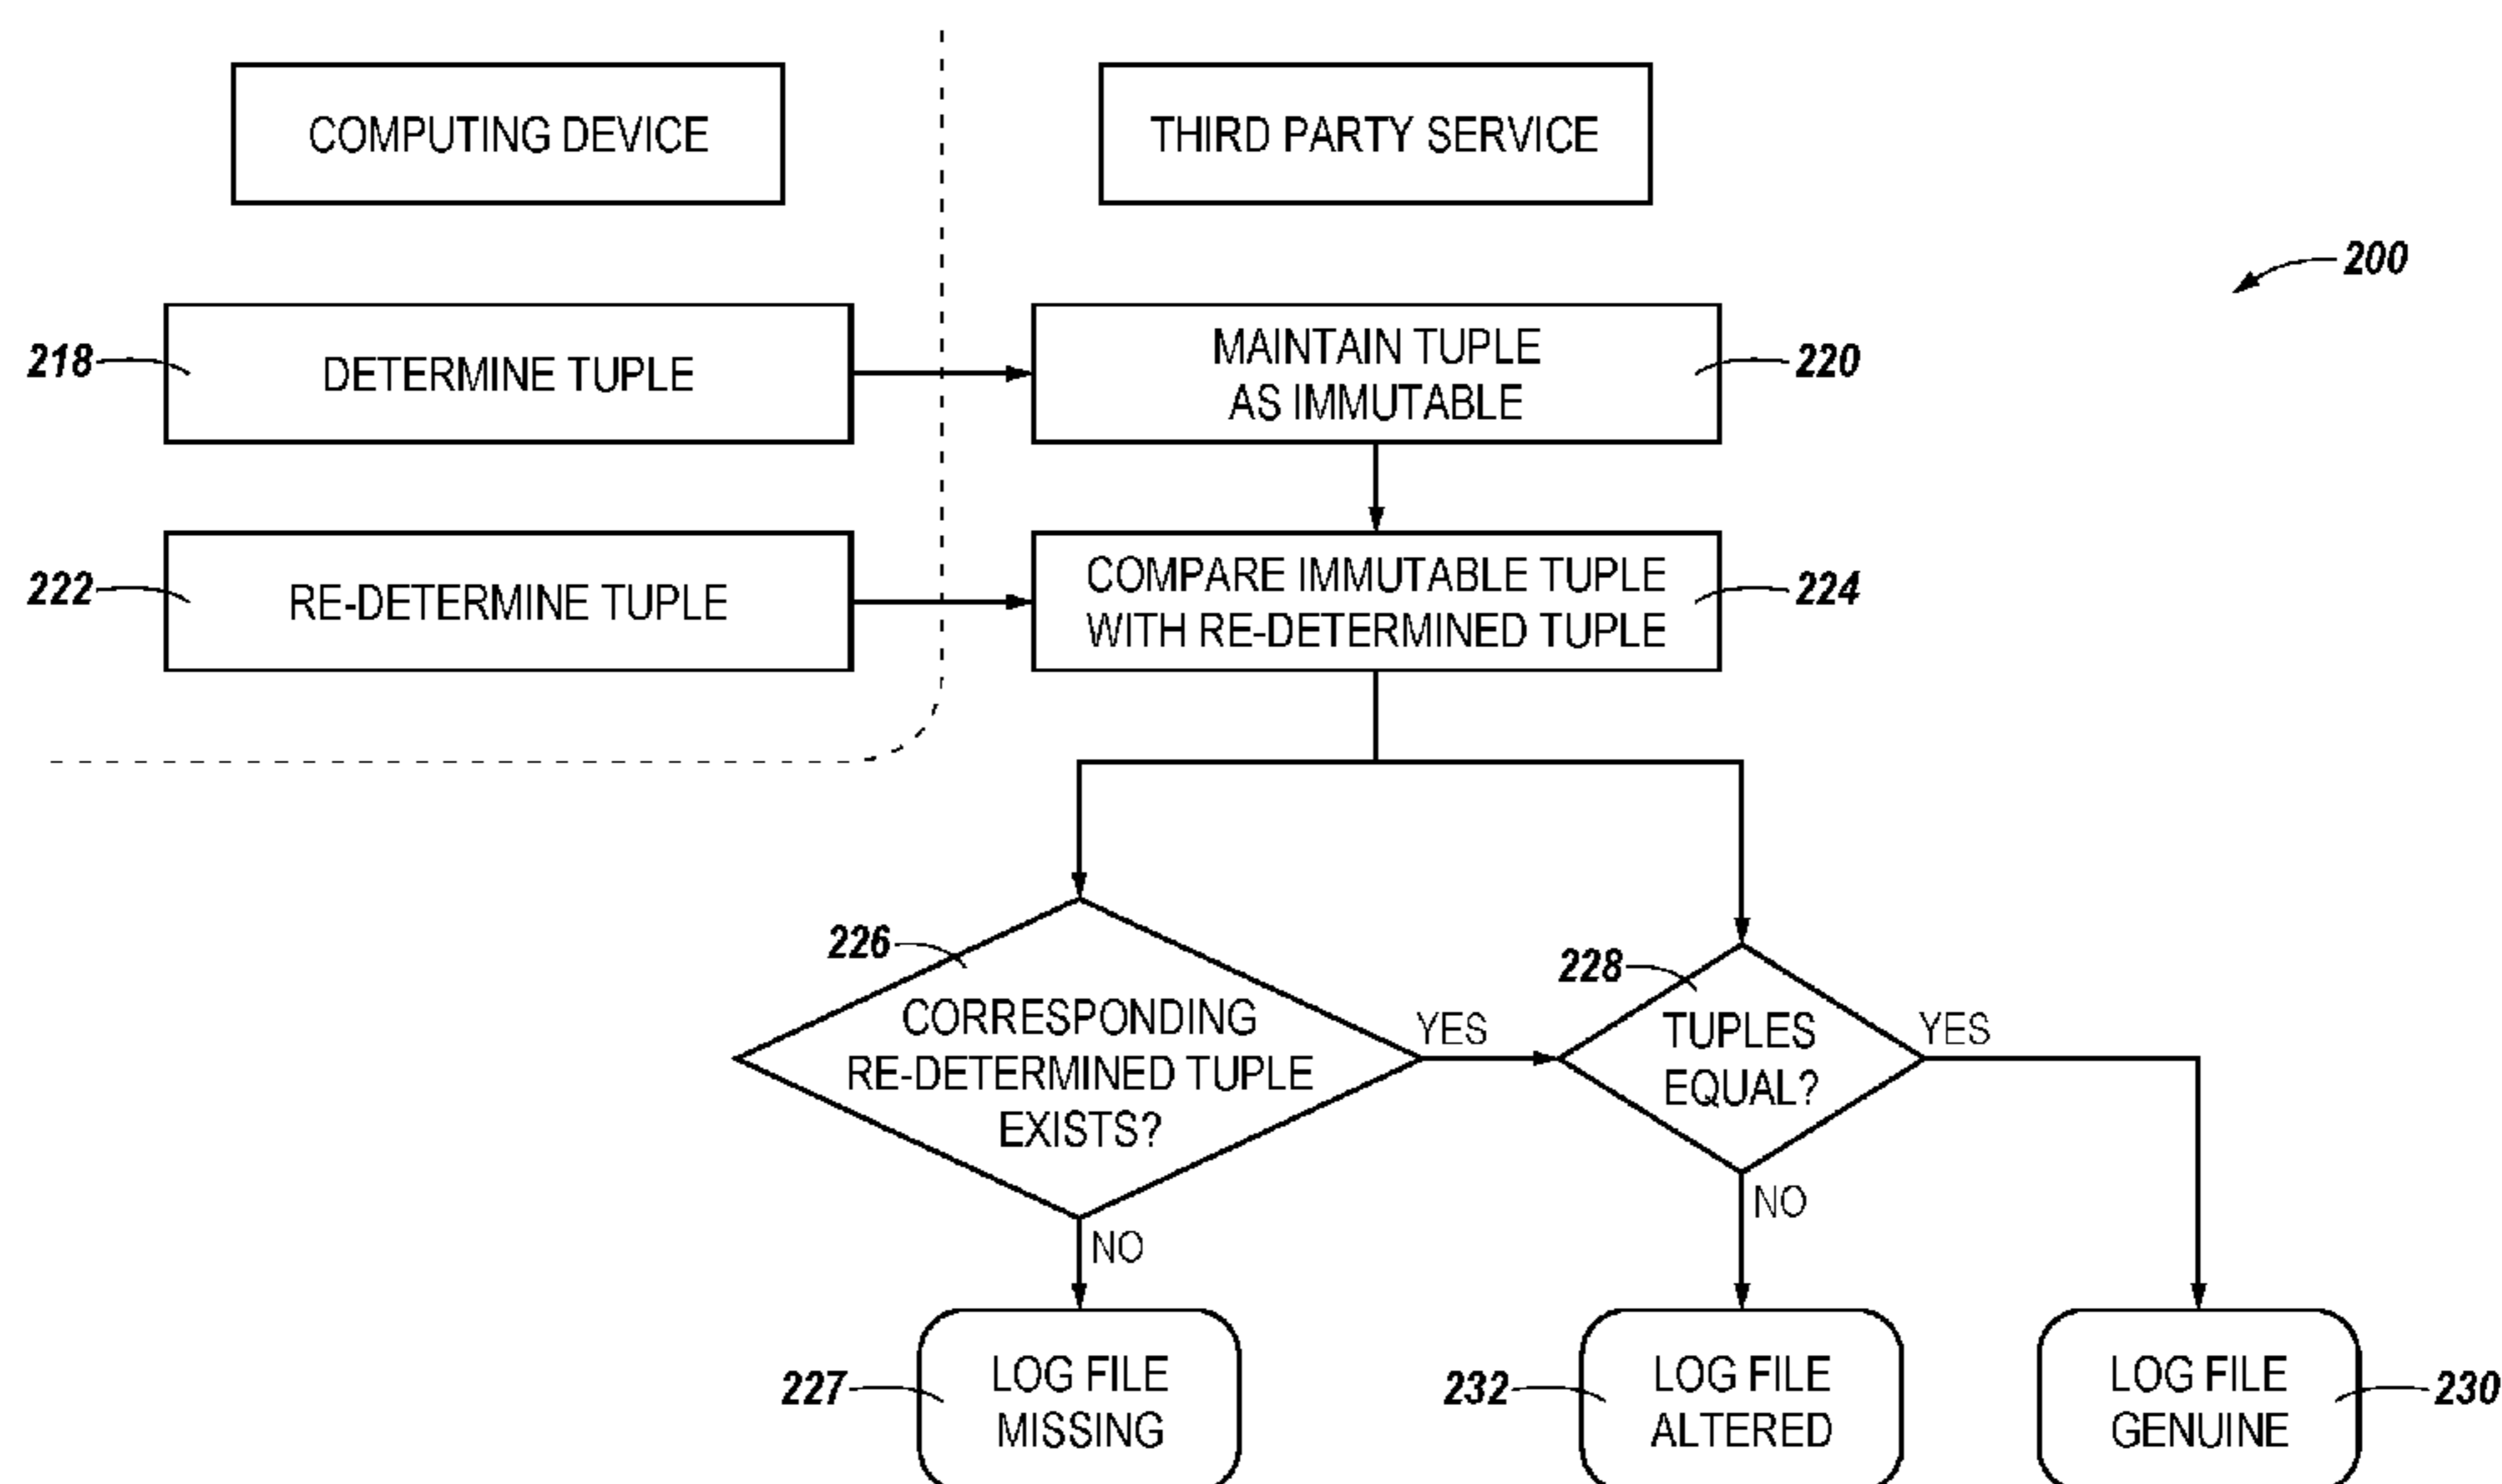 COMPUTING DEVICE
THIRD PARTY SERVICE
200
218
DETERMINE TUPLE
MAINTAIN TUPLE
AS IMMUTABLE
220
222
RE-DETERMINE TUPLE
COMPARE IMMUTABLE TUPLE
WITH RE-DETERMINED TUPLE
224
226
CORRESPONDING
RE-DETERMINED TUPLE
EXISTS?
YES
NO
228
TUPLES
EQUAL?
YES
NO
227
LOG FILE
MISSING
232
LOG FILE
ALTERED
LOG FILE
GENUINE
230